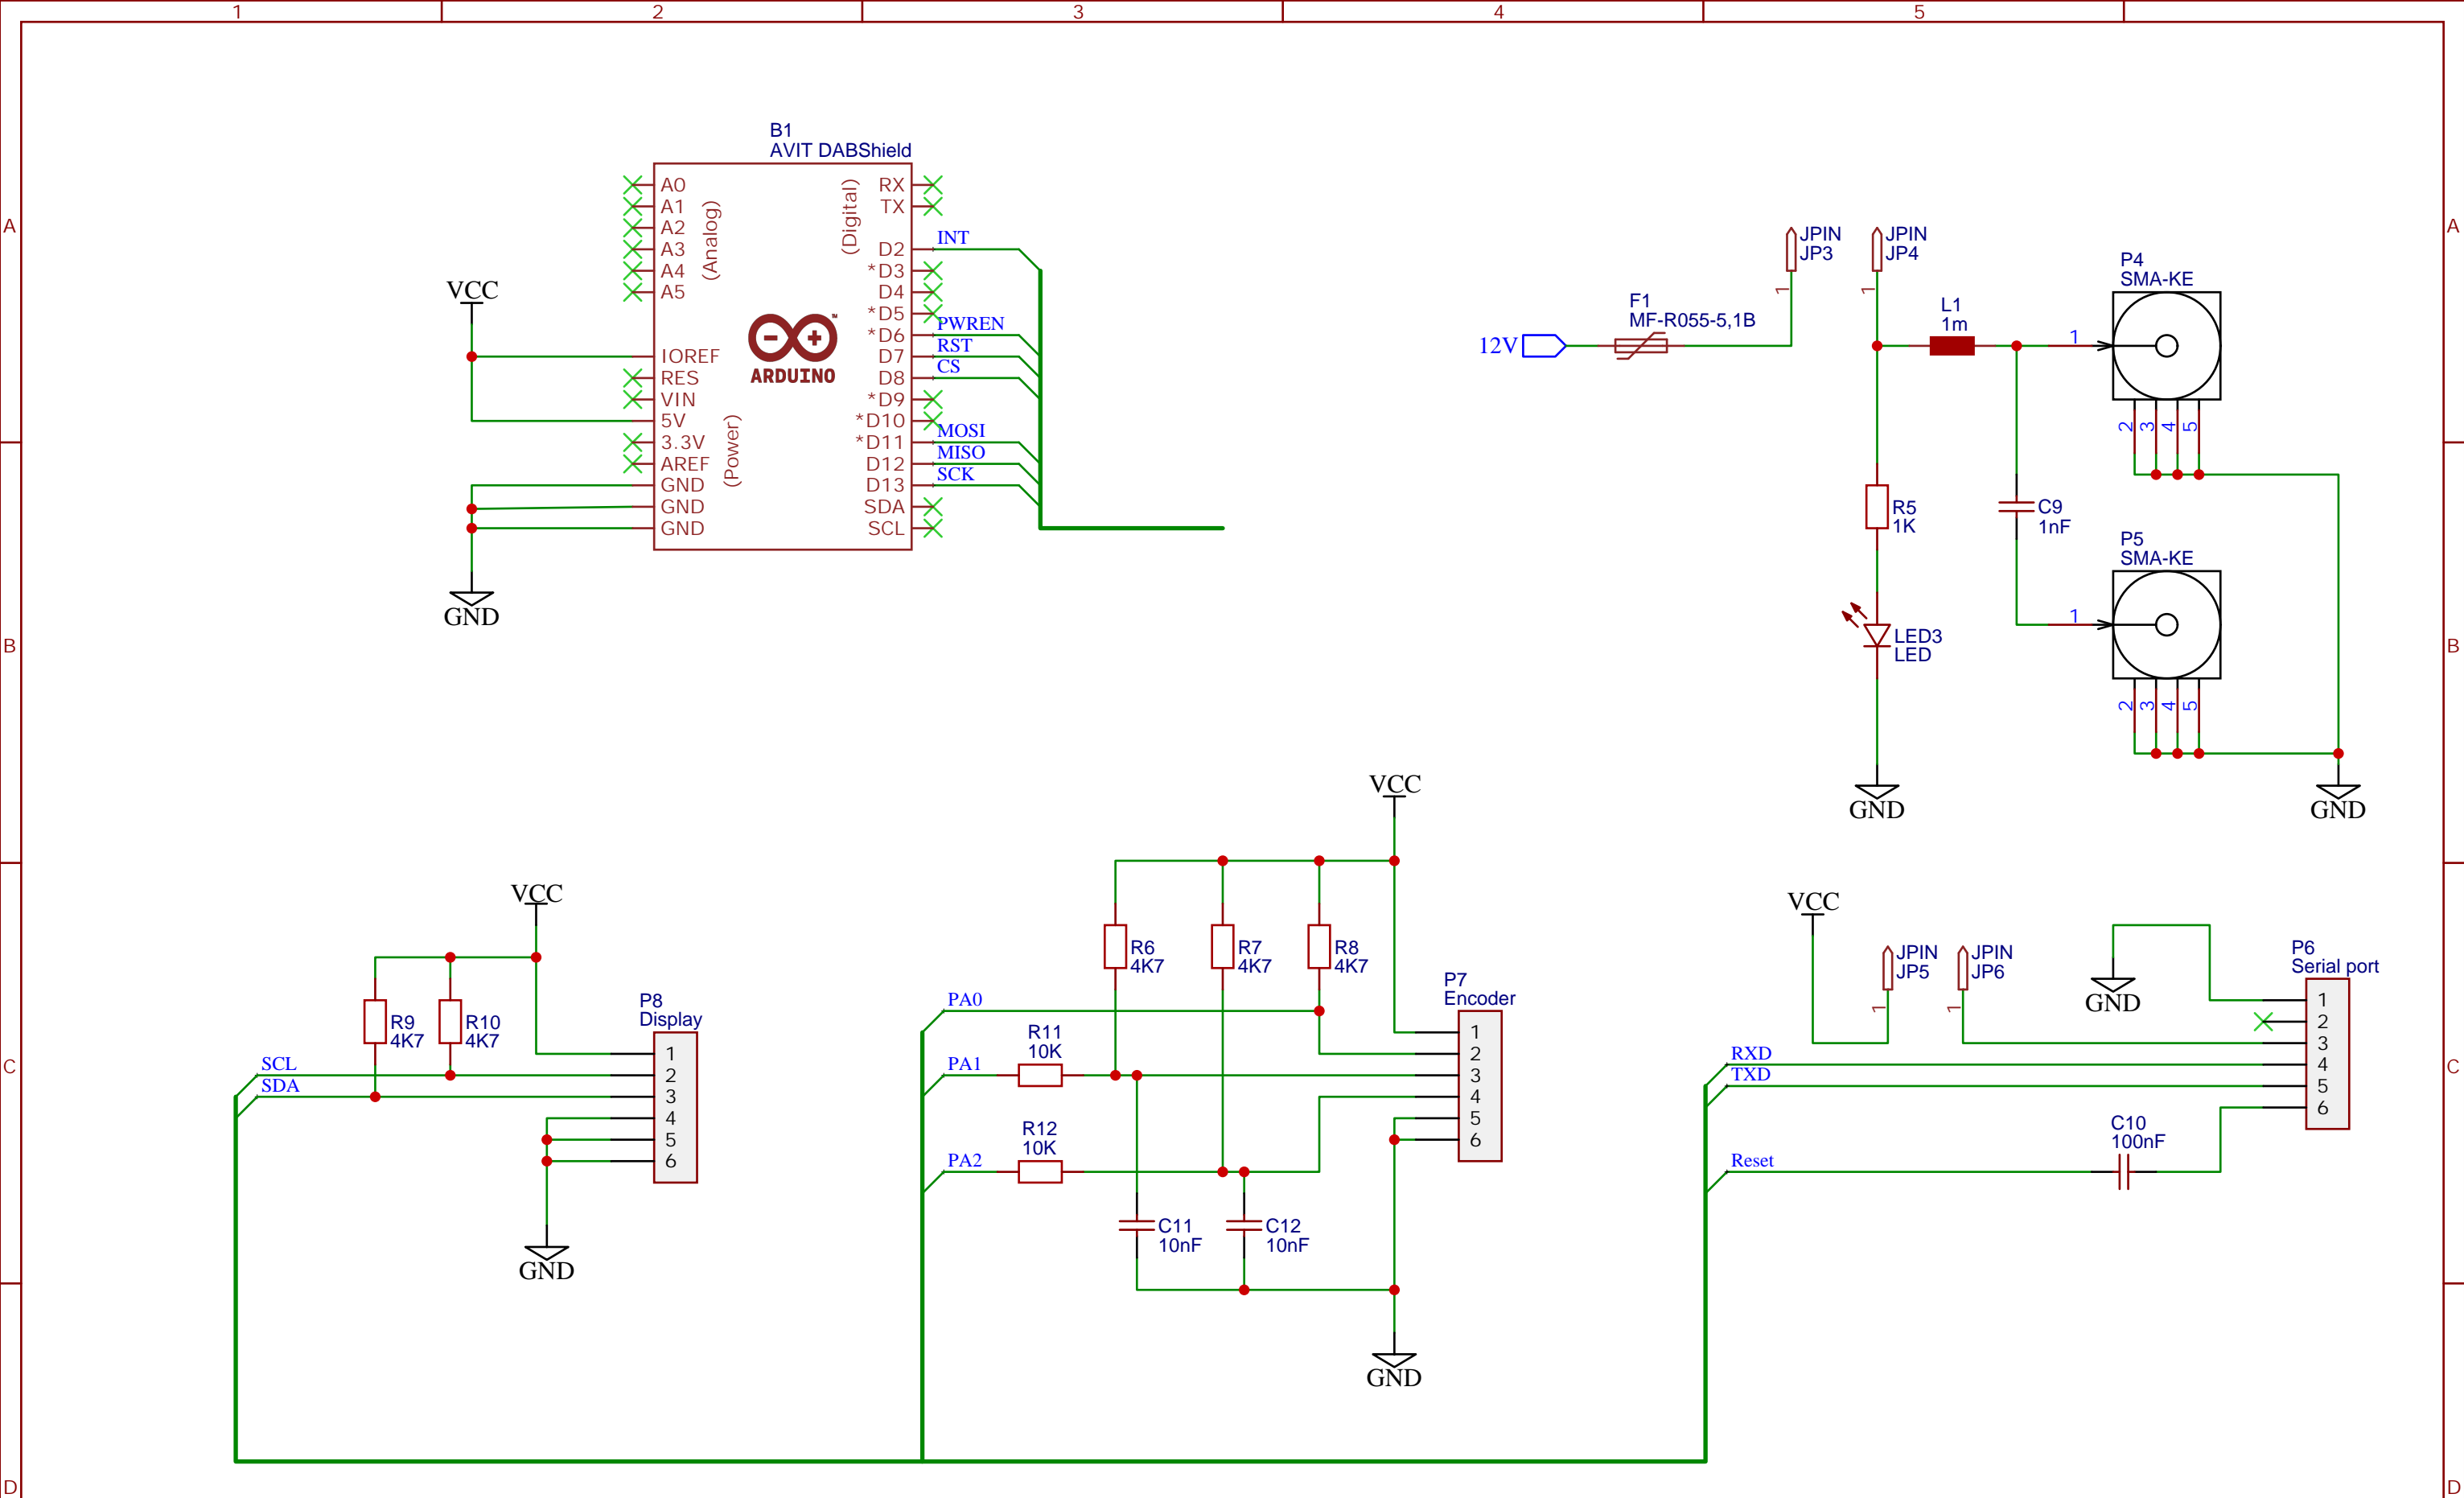 1 2 3 4 5
A A
B B
C C
D D
B1
AVIT DABShield
A0
A1
A2
A3
A4
A5
(Analog)
IOREF
RES
VIN
5V
3.3V
AREF
GND
GND
GND
(Power)
(Digital)
RX
TX
D2
*D3
D4
*D5
*D6
D7
D8
*D9
*D10
*D11
D12
D13
SDA
SCL
ARDUINO
™
INT
PWREN
RST
CS
MOSI
MISO
SCK
VCC
GND
12V
F1
MF-R055-5,1B
JPIN
JP3
1
JPIN
JP4
1
L1
1m
P4
SMA-KE
1
2 3 4 5
R5
1K
C9
1nF
P5
SMA-KE
1
2 3 4 5
LED3
LED
GND
GND
VCC
R9
4K7
R10
4K7
P8
Display
SCL
SDA
1
2
3
4
5
6
GND
VCC
R6
4K7
R7
4K7
R8
4K7
P7
Encoder
PA0
PA1
PA2
R11
10K
R12
10K
1
2
3
4
5
6
C11
10nF
C12
10nF
GND
VCC
JPIN
JP5
1
JPIN
JP6
1
GND
P6
Serial port
RXD
TXD
Reset
1
2
3
4
5
6
C10
100nF